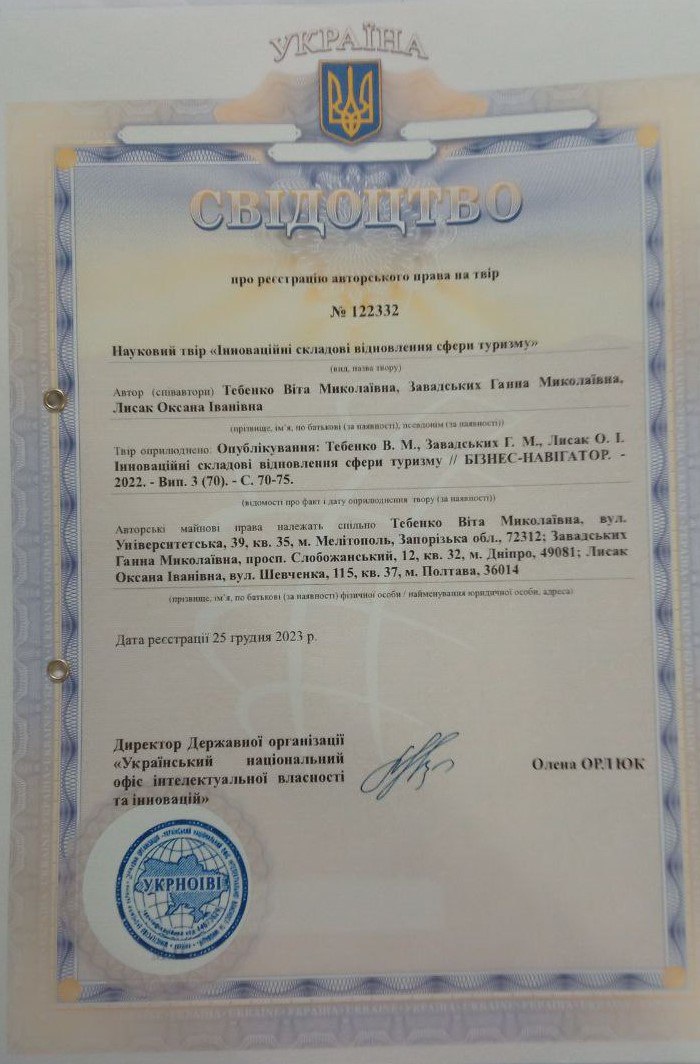 УКРАЇНА
СВІДОЦТВО
про реєстрацію авторського права на твір
№ 122332
Науковий твір «Інноваційні складові відновлення сфери туризму»
(вид, назва твору)
Автор (співавтори) Тебенко Віта Миколаївна, Завадських Ганна Миколаївна,
Лисак Оксана Іванівна
(прізвище, ім’я, по батькові (за наявності), псевдонім (за наявності))
Твір оприлюднено: Опублікування: Тебенко В. М., Завадських Г. М., Лисак О. І.
Інноваційні складові відновлення сфери туризму // БІЗНЕС-НАВІГАТОР. -
2022. - Вип. 3 (70). - С. 70-75.
(відомості про факт і дату оприлюднення твору (за наявності))
Авторські майнові права належать спільно Тебенко Віта Миколаївна, вул.
Університетська, 39, кв. 35, м. Мелітополь, Запорізька обл., 72312; Завадських
Ганна Миколаївна, просп. Слобожанський, 12, кв. 32, м. Дніпро, 49081; Лисак
Оксана Іванівна, вул. Шевченка, 115, кв. 37, м. Полтава, 36014
(прізвище, ім’я, по батькові (за наявності) фізичної особи / найменування юридичної особи, адреса)
Дата реєстрації 25 грудня 2023 р.
Директор Державної організації
«Український національний
офіс інтелектуальної власності
та інновацій»
Олена ОРЛЮК
УКРНОІВІ